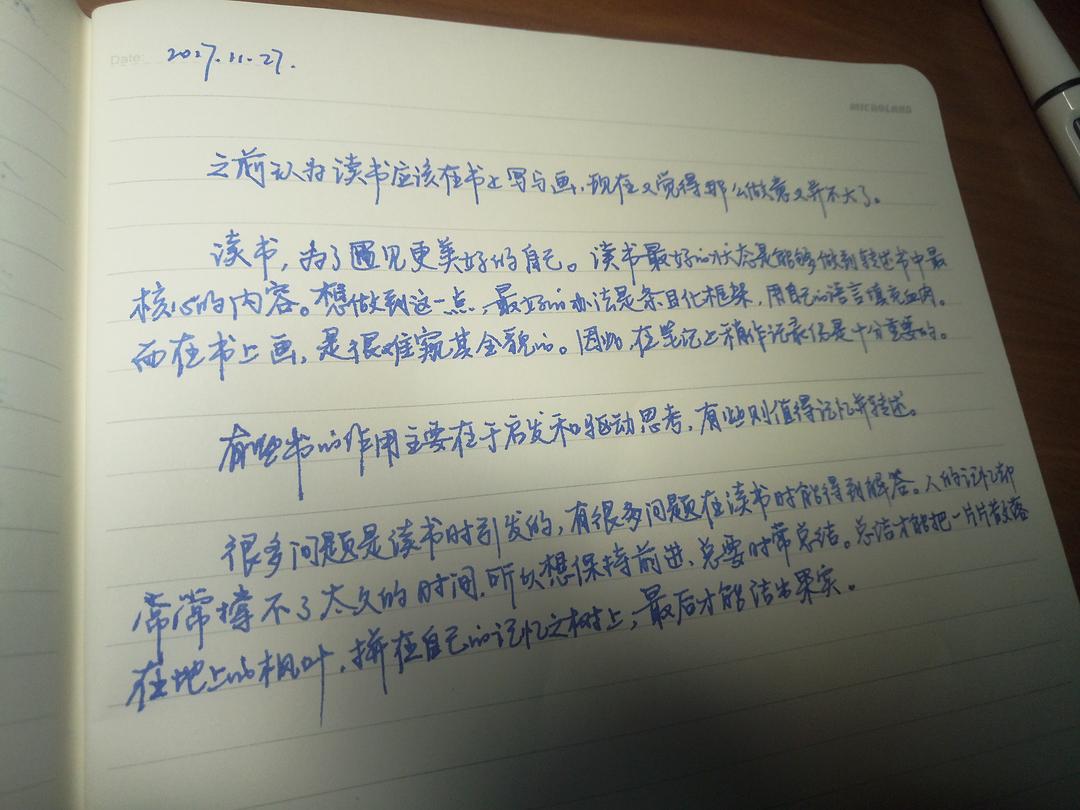 Date: 2017.11.27.
MICROLAND
之前认为读书应该在书上写与画,现在又觉得那么做意义并不大了。
读书,为了遇见更美好的自己。读书最好的状态是能够做到转述书中最
核心的内容。想做到这一点,最好的办法是条目化框架,用自己的语言填充血肉。
而在书上画,是很难窥其全貌的。因此,在笔记上稍作记录仍是十分重要的。
有些书的作用主要在于启发和驱动思考,有些则值得记忆并转述。
很多问题是读书时引发的,有很多问题在读书时能得到解答。人的记忆却
常常撑不了太久的时间,所以想保持前进、总要时常总结。总结才能把一片片散落
在地上的枫叶,拼在自己的记忆之树上,最后才能结出果实。